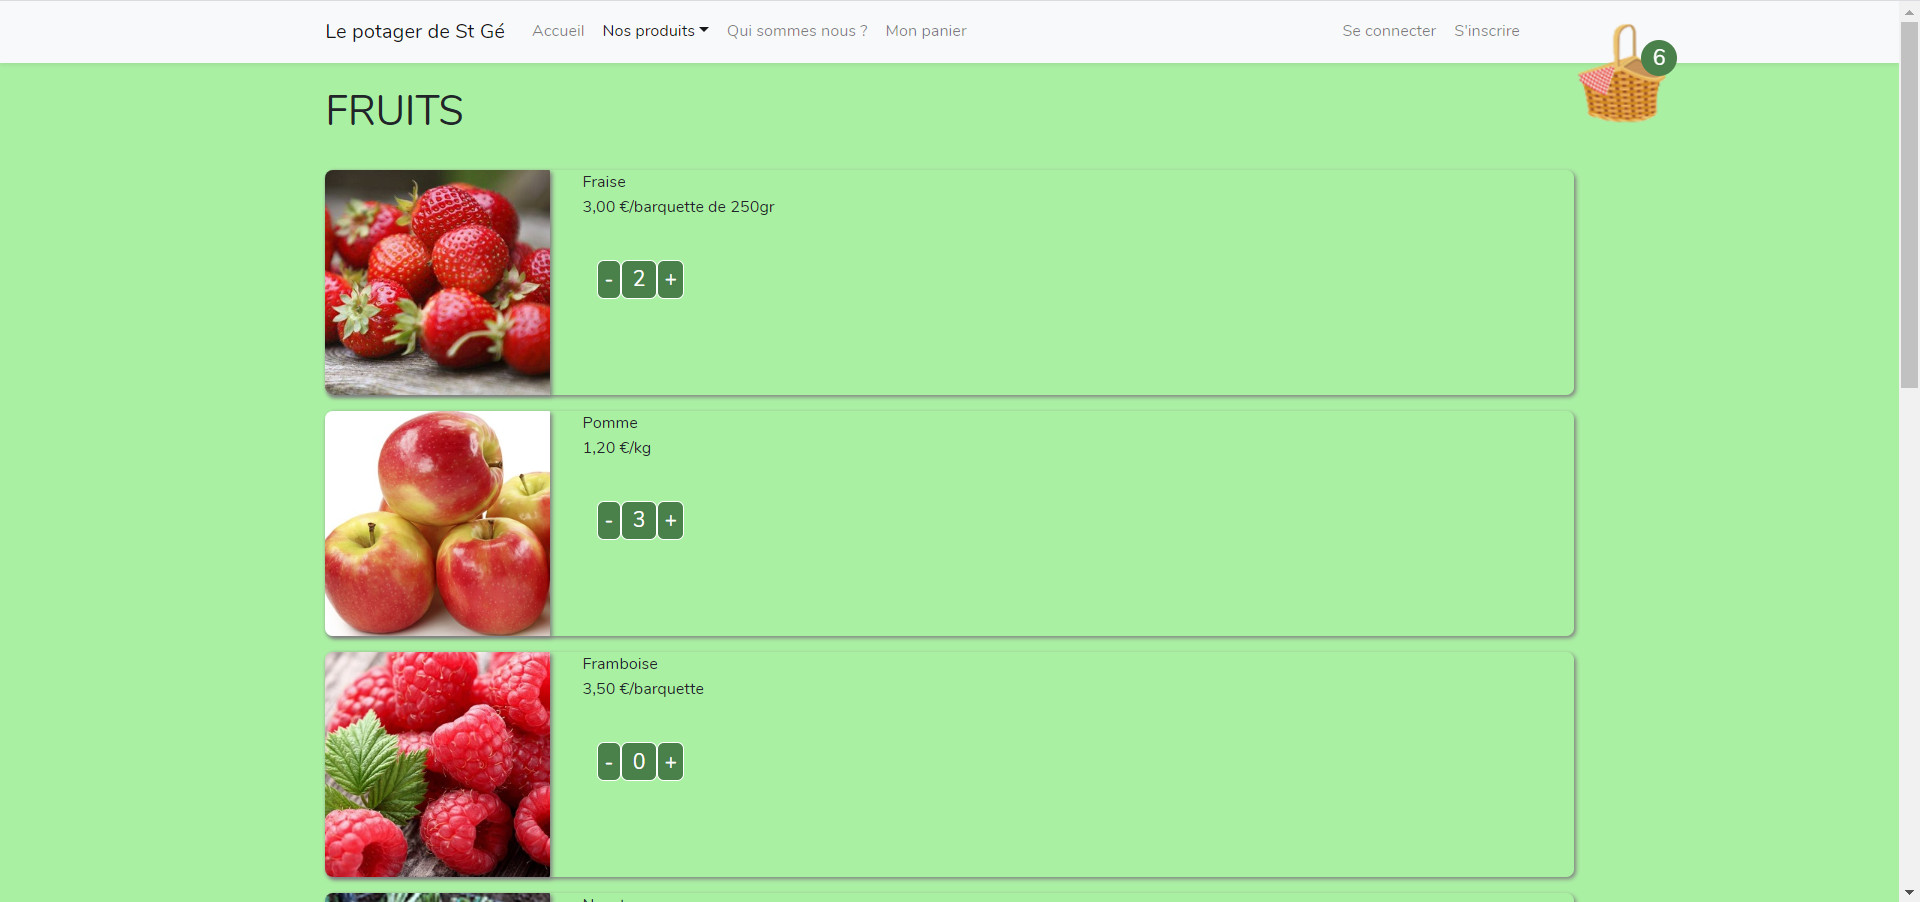 Le potager de St Gé Accueil Nos produits Qui sommes nous ? Mon panier Se connecter S'inscrire
6
FRUITS
Fraise
3,00 €/barquette de 250gr
- 2 +
Pomme
1,20 €/kg
- 3 +
Framboise
3,50 €/barquette
- 0 +